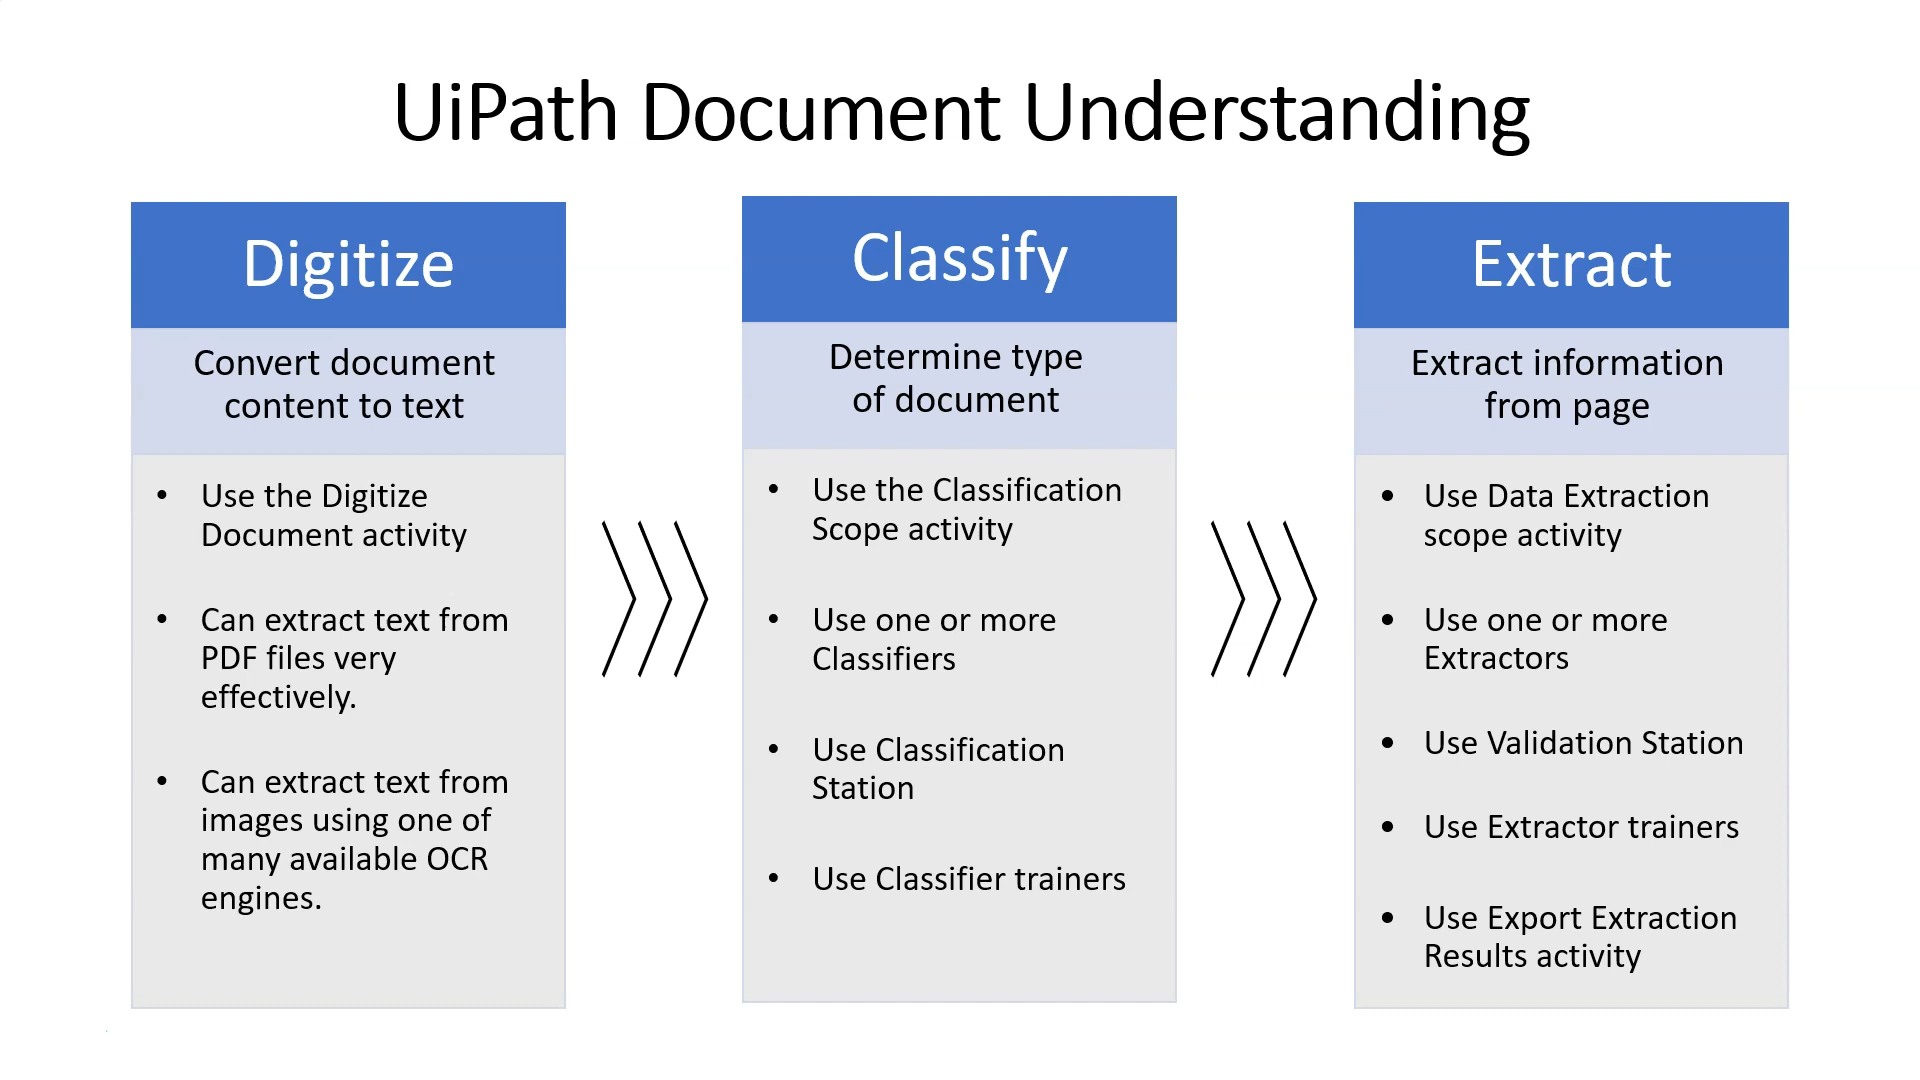 UiPath Document Understanding
Digitize
Convert document
content to text
• Use the Digitize
Document activity
• Can extract text from
PDF files very
effectively.
• Can extract text from
images using one of
many available OCR
engines.
Classify
Determine type
of document
• Use the Classification
Scope activity
• Use one or more
Classifiers
• Use Classification
Station
• Use Classifier trainers
Extract
Extract information
from page
• Use Data Extraction
scope activity
• Use one or more
Extractors
• Use Validation Station
• Use Extractor trainers
• Use Export Extraction
Results activity